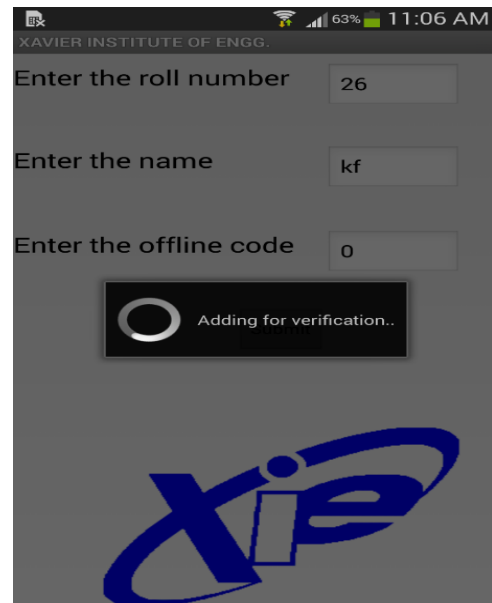 63% 11:06 AM
XAVIER INSTITUTE OF ENGG.
Enter the roll number 26
Enter the name kf
Enter the offline code 0
Adding for verification..
Submit
Xie